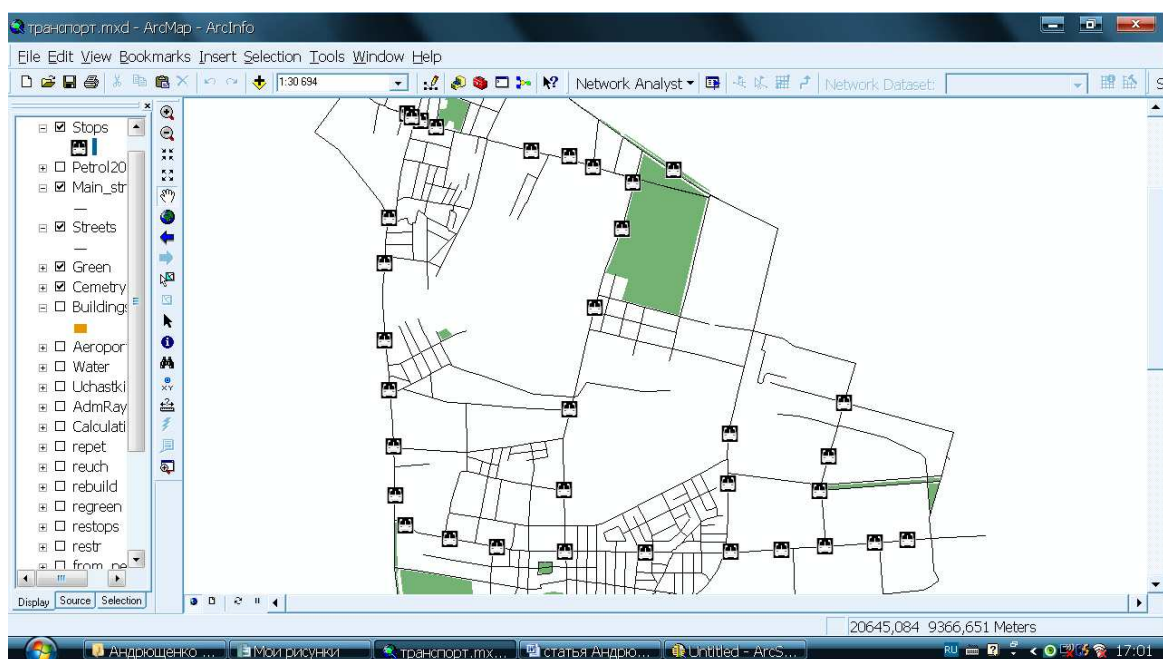 транспорт.mxd - ArcMap - ArcInfo
File Edit View Bookmarks Insert Selection Tools Window Help
1:30 694 Network Analyst Network Dataset: S
Stops
Petrol20
Main_str
Streets
Green
Cemetry
Buildings
Aeropor
Water
Uchastki
AdmRay
Calculati
repet
reuch
rebuild
regreen
restops
restr
from_pe
Display Source Selection
20645,084 9366,651 Meters
Андрющенко ... Мои рисунки транспорт.mx... статья Андрю... Untitled - ArcS... RU 17:01